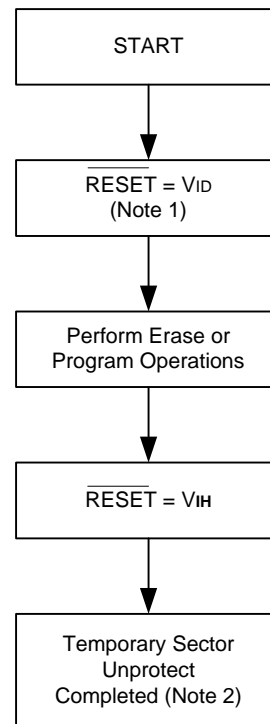 START
RESET = VID
(Note 1)
Perform Erase or
Program Operations
RESET = VIH
Temporary Sector
Unprotect
Completed (Note 2)